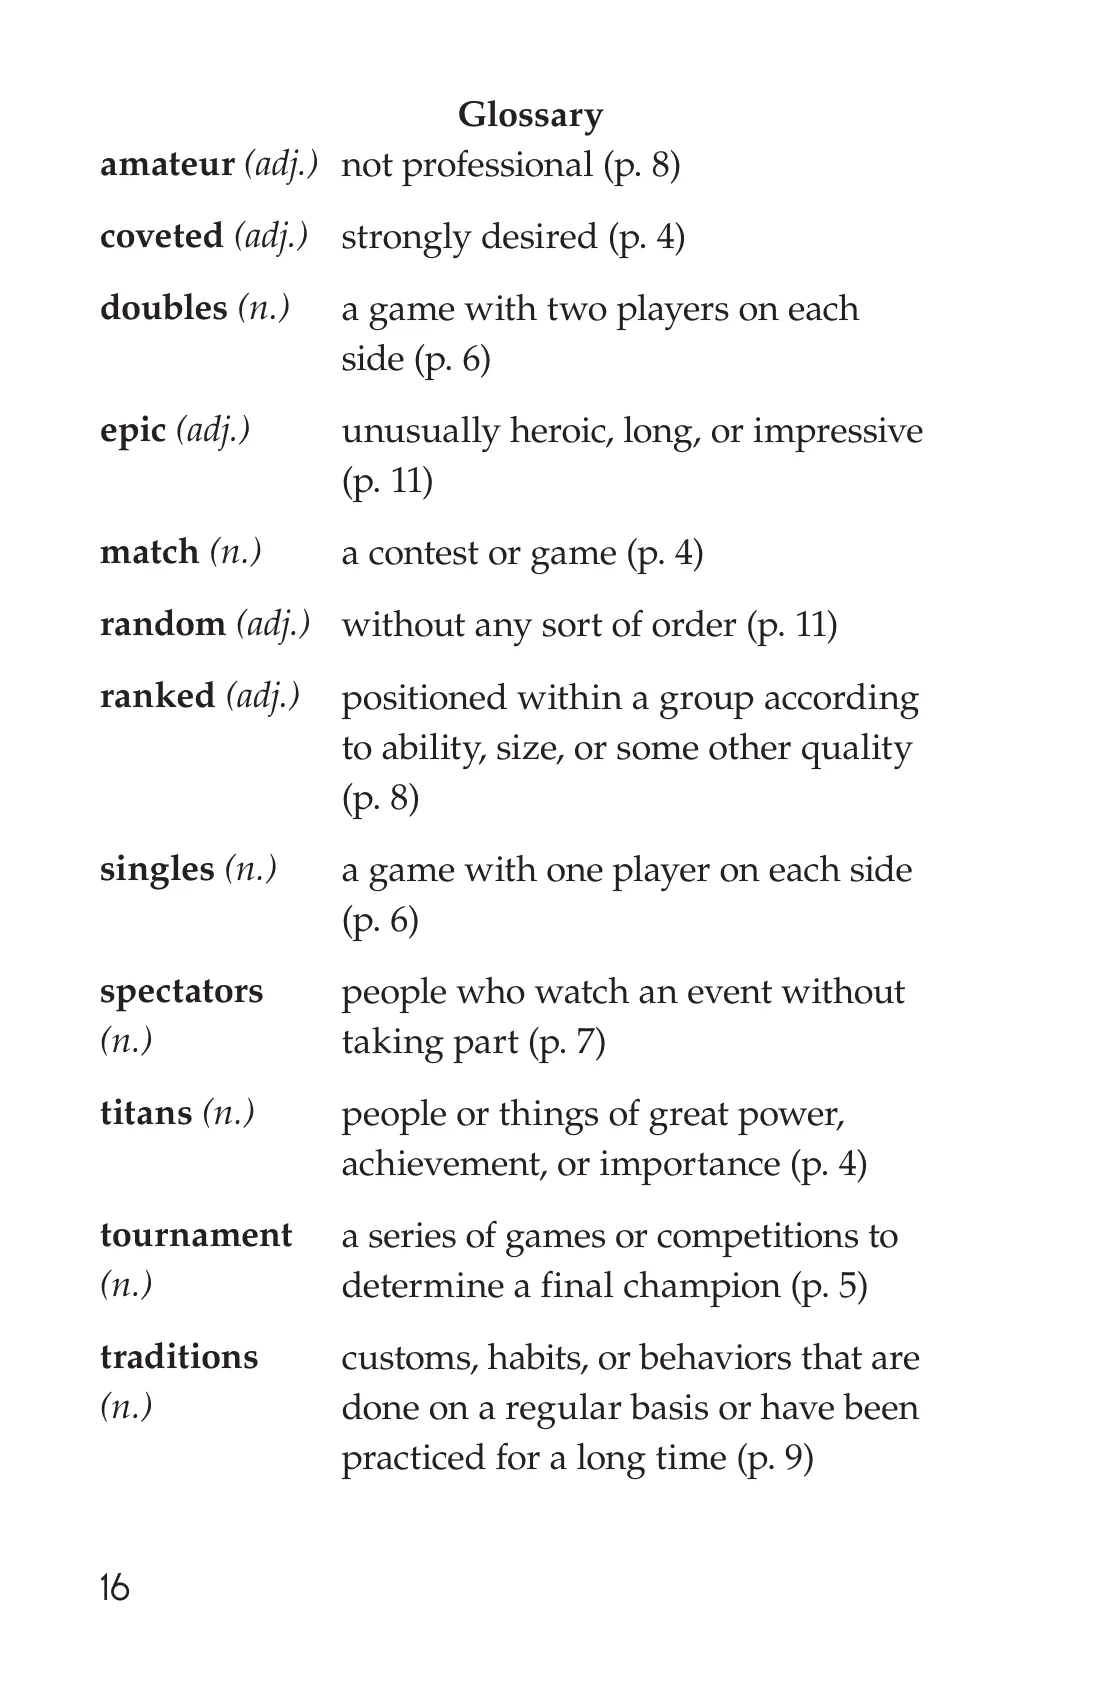 Glossary
amateur (adj.) not professional (p. 8)
coveted (adj.) strongly desired (p. 4)
doubles (n.) a game with two players on each
side (p. 6)
epic (adj.) unusually heroic, long, or impressive
(p. 11)
match (n.) a contest or game (p. 4)
random (adj.) without any sort of order (p. 11)
ranked (adj.) positioned within a group according
to ability, size, or some other quality
(p. 8)
singles (n.) a game with one player on each side
(p. 6)
spectators people who watch an event without
(n.) taking part (p. 7)
titans (n.) people or things of great power,
achievement, or importance (p. 4)
tournament a series of games or competitions to
(n.) determine a final champion (p. 5)
traditions customs, habits, or behaviors that are
(n.) done on a regular basis or have been
practiced for a long time (p. 9)
16